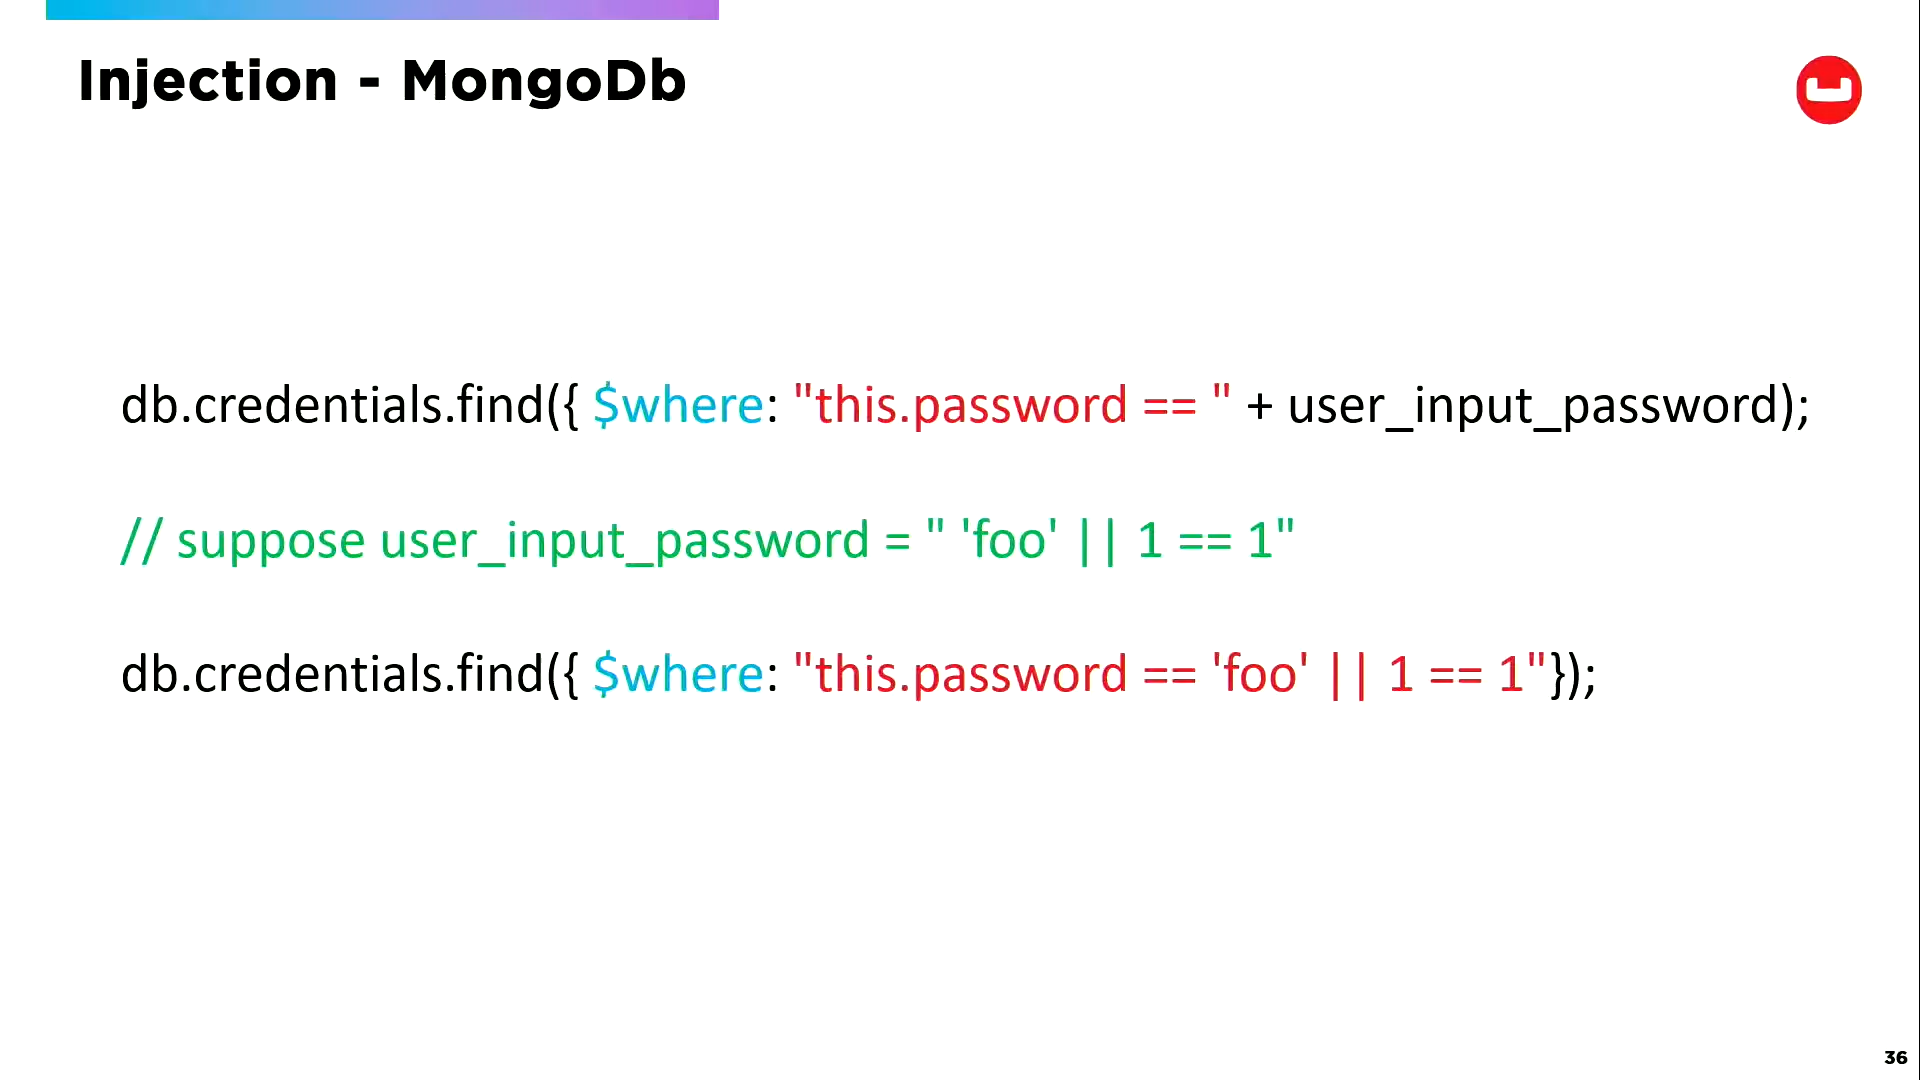 Injection - MongoDb
db.credentials.find({ $where: "this.password == " + user_input_password);
// suppose user_input_password = " 'foo' || 1 == 1"
db.credentials.find({ $where: "this.password == 'foo' || 1 == 1"});
36